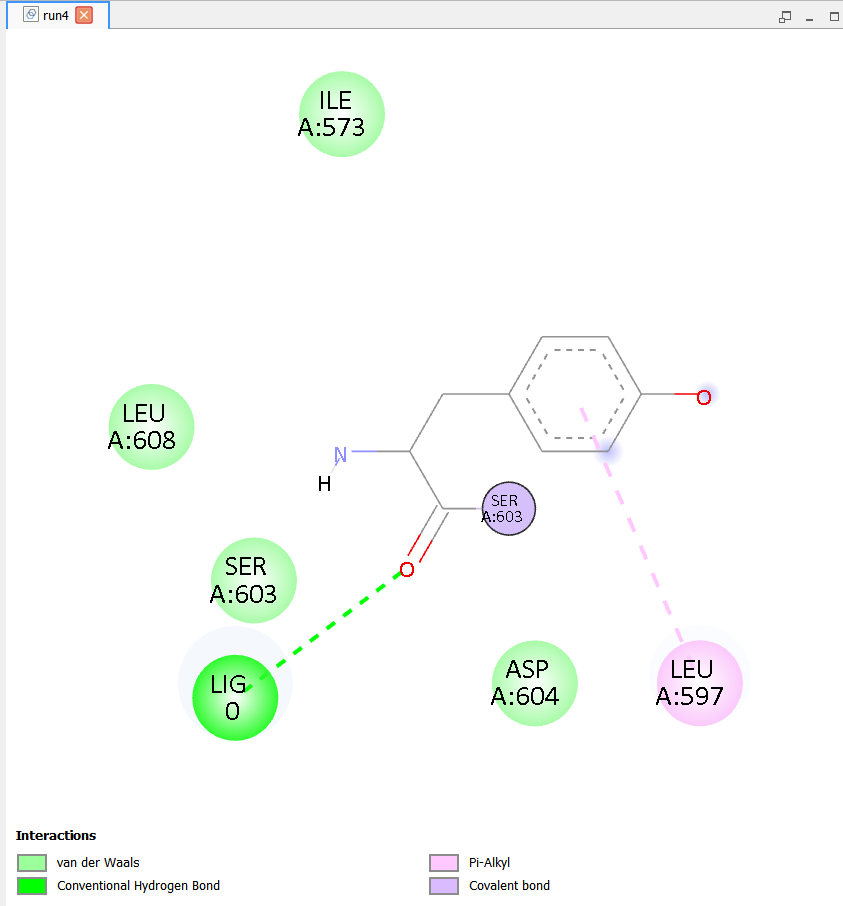 run4
ILE
A:573
LEU
A:608
O
N
H
SER
A:603
O
SER
A:603
LIG
0
ASP
A:604
LEU
A:597
Interactions
van der Waals
Conventional Hydrogen Bond
Pi-Alkyl
Covalent bond